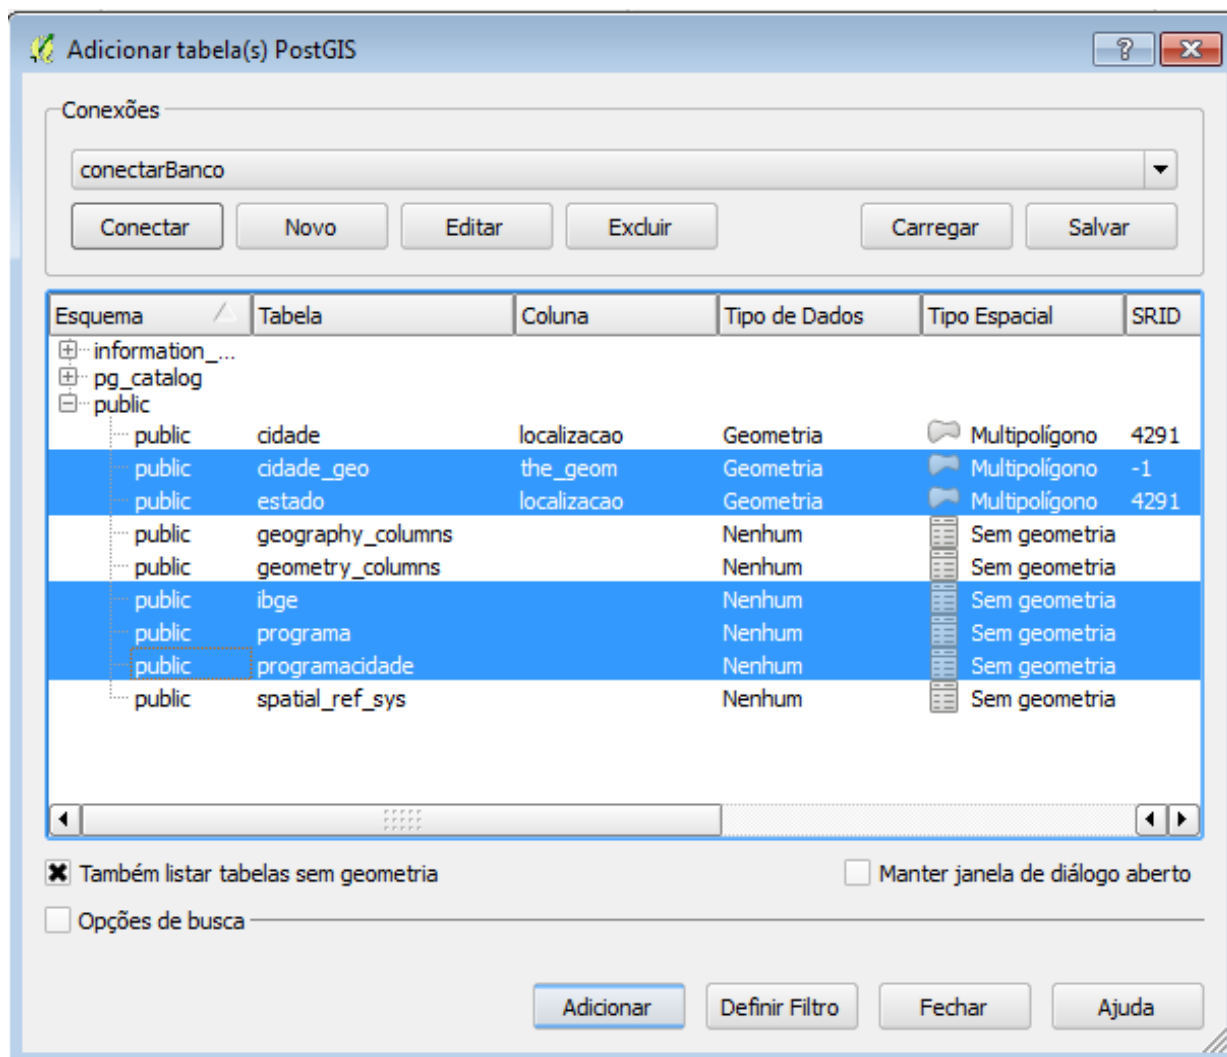 Adicionar tabela(s) PostGIS
Conexões
conectarBanco
Conectar Novo Editar Excluir Carregar Salvar
Esquema Tabela Coluna Tipo de Dados Tipo Espacial SRID
information_...
pg_catalog
public
public cidade localizacao Geometria Multipolígono 4291
public cidade_geo the_geom Geometria Multipolígono -1
public estado localizacao Geometria Multipolígono 4291
public geography_columns Nenhum Sem geometria
public geometry_columns Nenhum Sem geometria
public ibge Nenhum Sem geometria
public programa Nenhum Sem geometria
public programacidade Nenhum Sem geometria
public spatial_ref_sys Nenhum Sem geometria
Também listar tabelas sem geometria Manter janela de diálogo aberto
Opções de busca
Adicionar Definir Filtro Fechar Ajuda